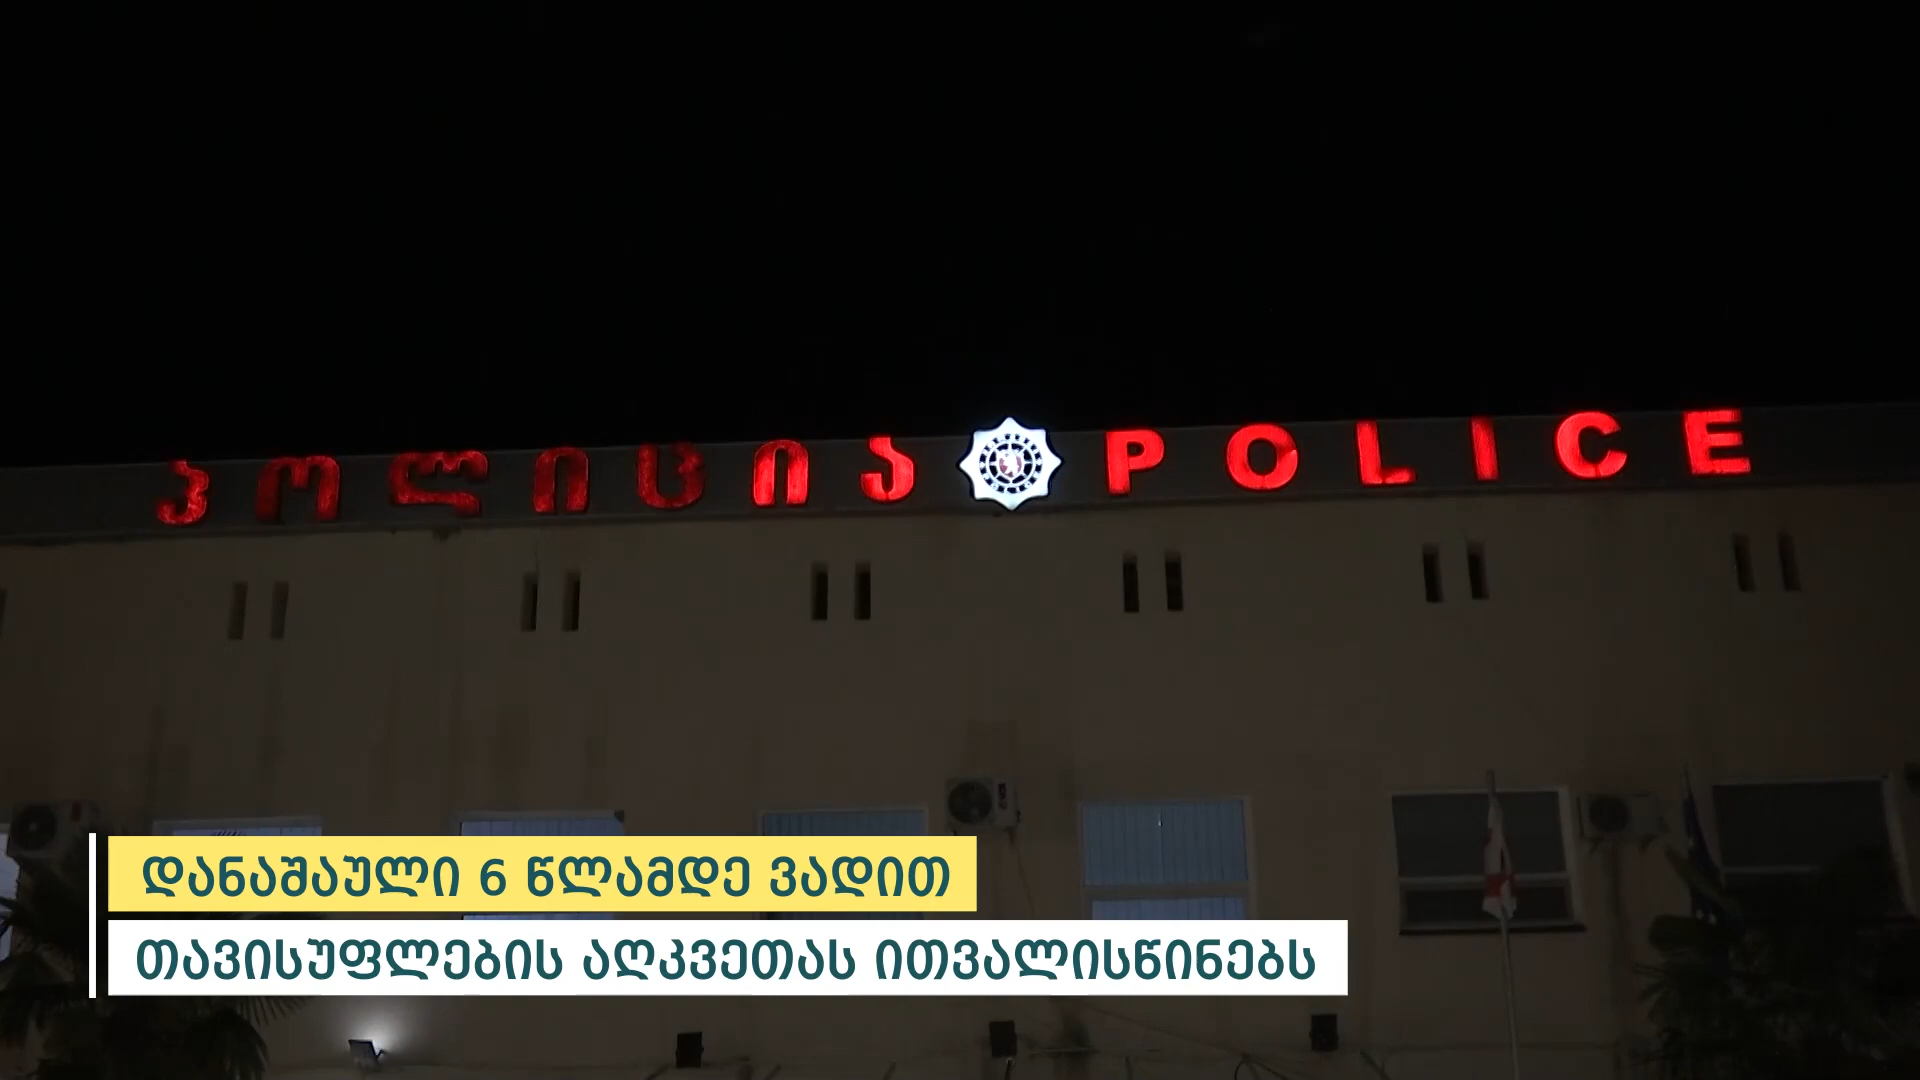 პოლიცია POLICE
დანაშაული 6 წლამდე ვადით
თავისუფლების აღკვეთას ითვალისწინებს